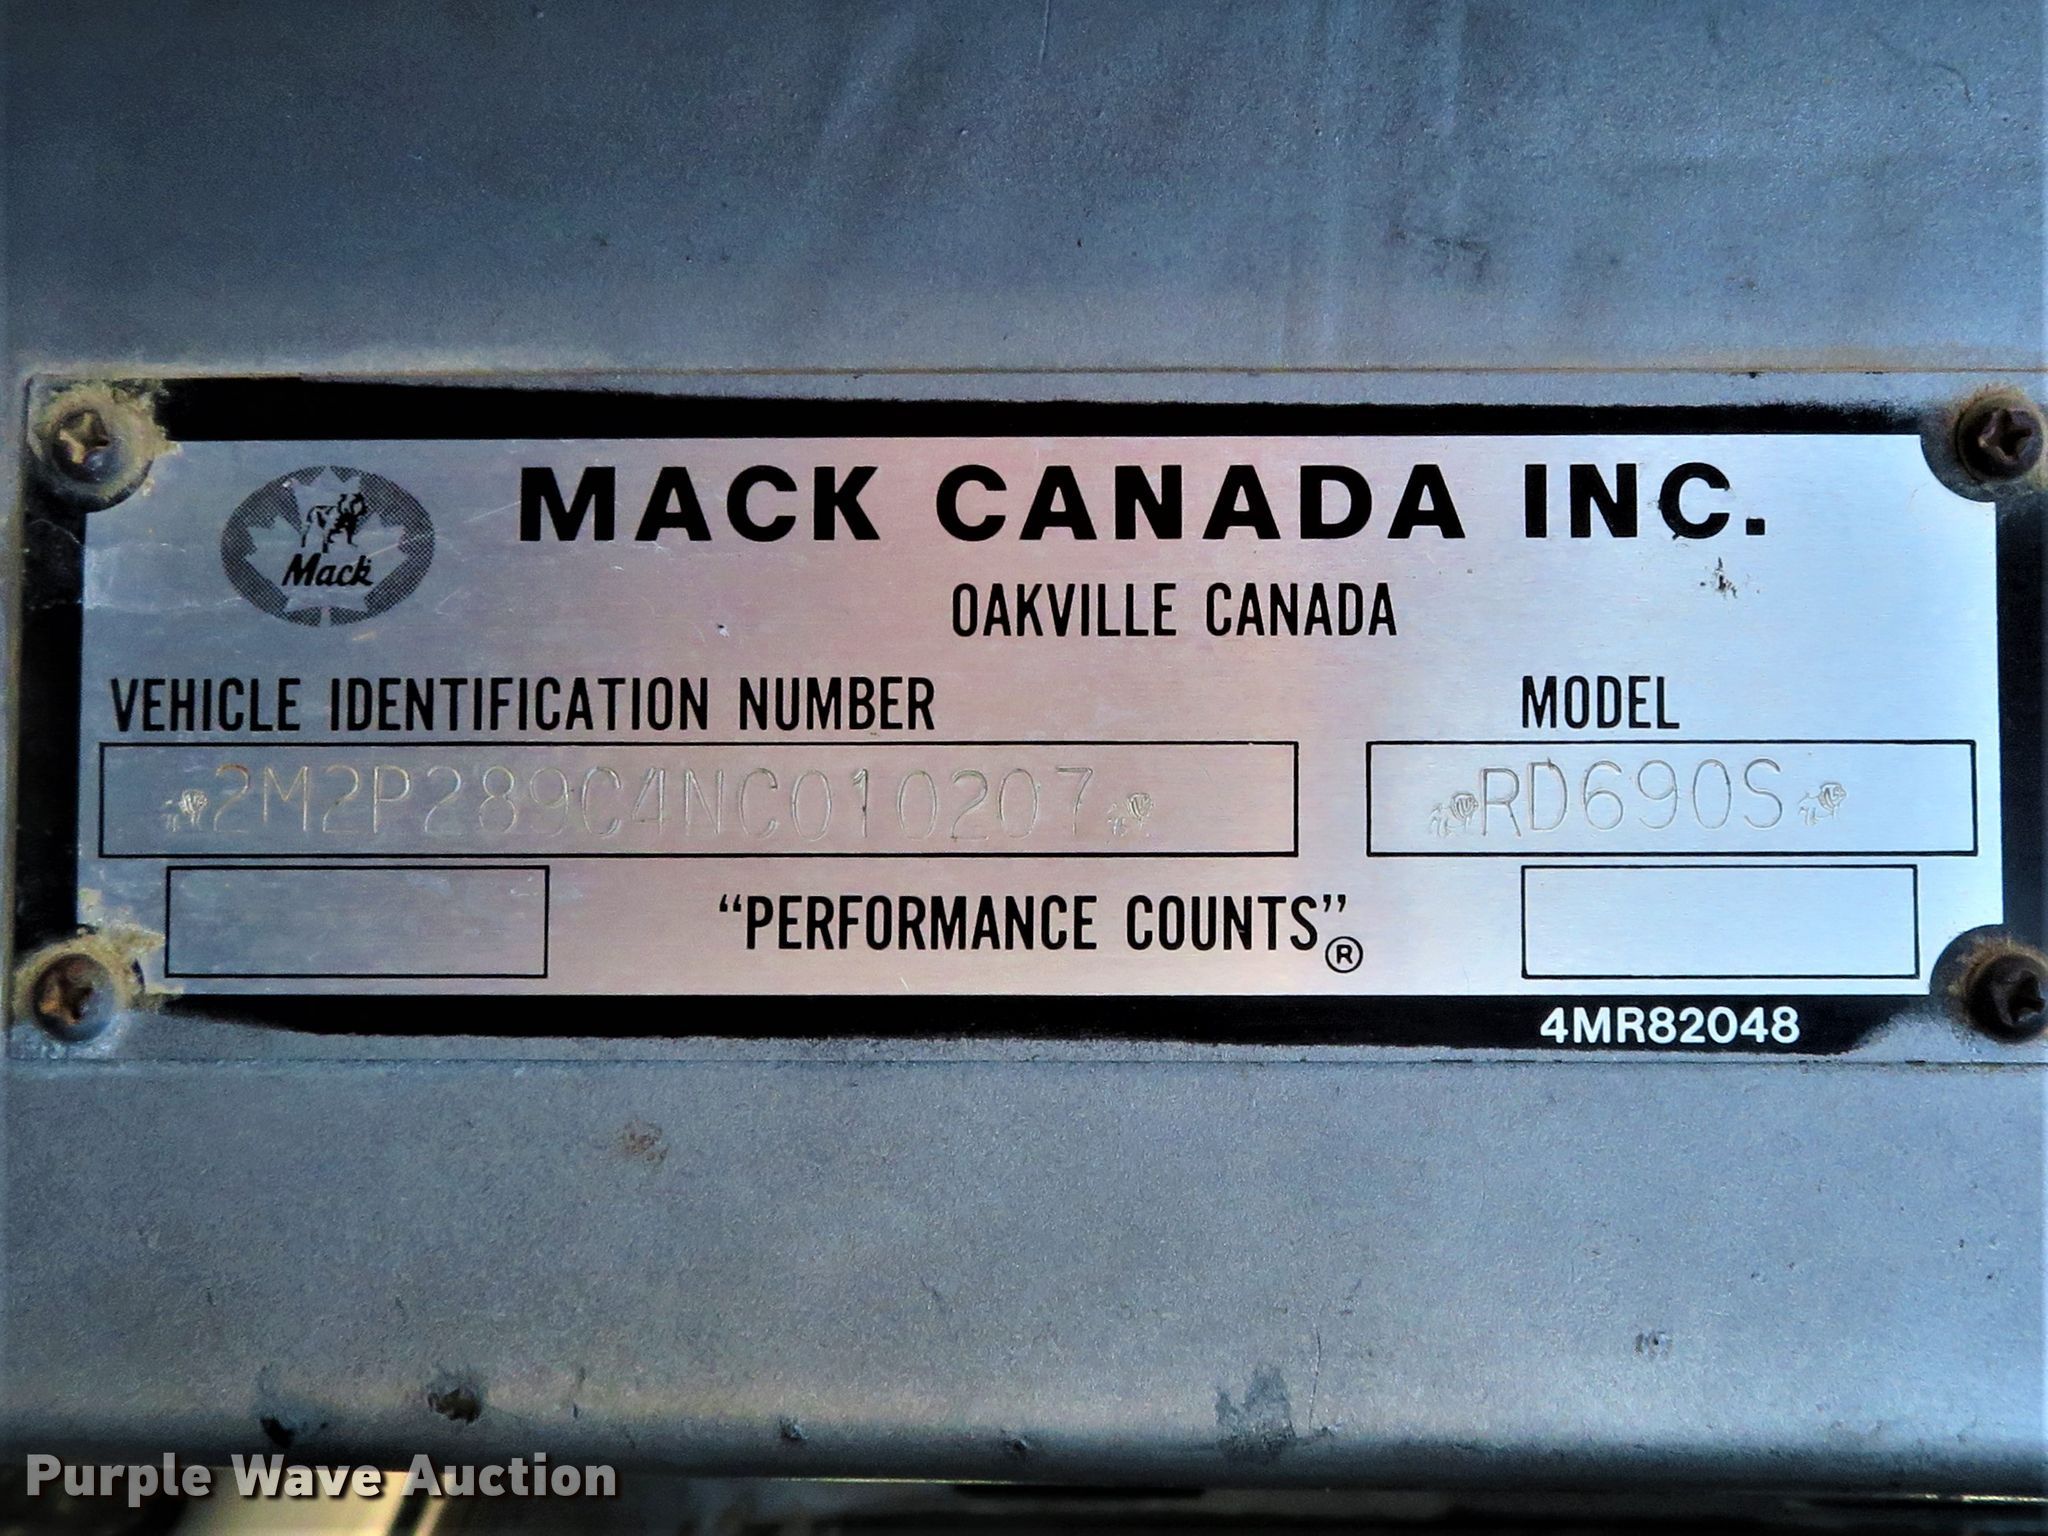 MACK CANADA INC.
Mack
OAKVILLE CANADA
VEHICLE IDENTIFICATION NUMBER
MODEL
2M2P289C4NC010207
RD690S
“PERFORMANCE COUNTS”®
4MR82048
Purple Wave Auction